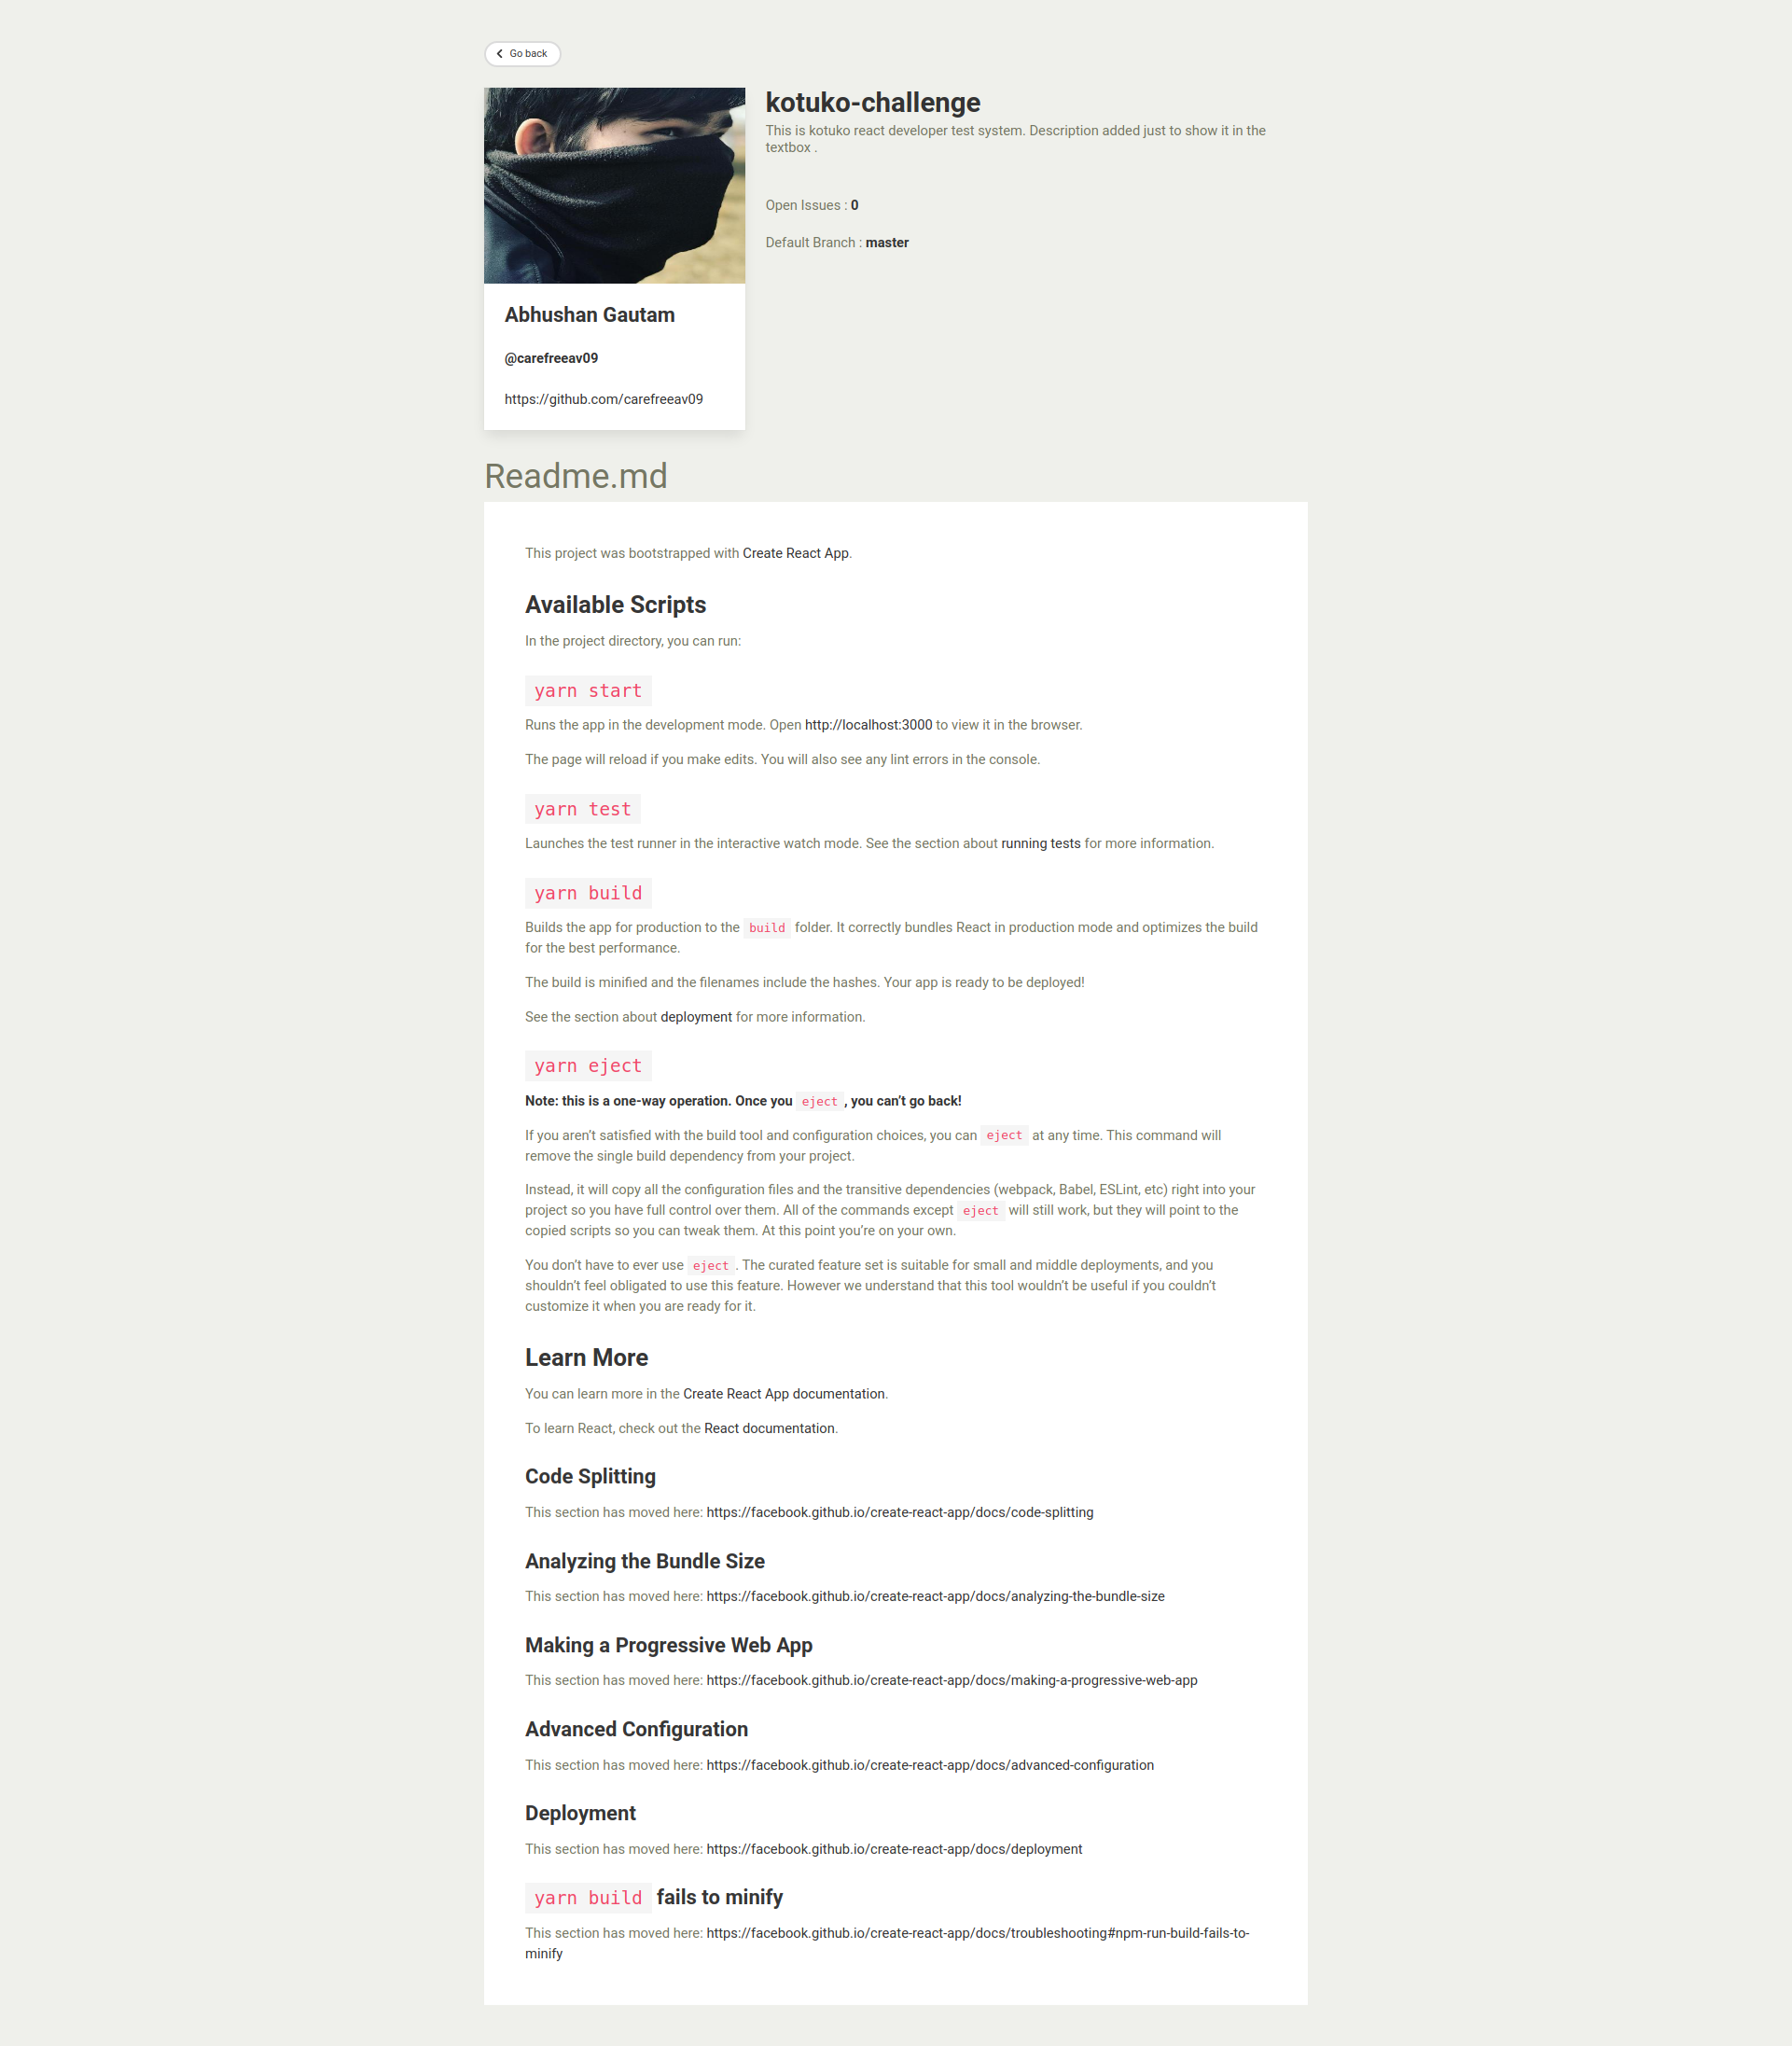 Go back
kotuko-challenge
This is kotuko react developer test system. Description added just to show it in the
textbox .
Open Issues : 0
Default Branch : master
Abhushan Gautam
@carefreeav09
https://github.com/carefreeav09
Readme.md
This project was bootstrapped with Create React App.
Available Scripts
In the project directory, you can run:
yarn start
Runs the app in the development mode. Open http://localhost:3000 to view it in the browser.
The page will reload if you make edits. You will also see any lint errors in the console.
yarn test
Launches the test runner in the interactive watch mode. See the section about running tests for more information.
yarn build
Builds the app for production to the build folder. It correctly bundles React in production mode and optimizes the build
for the best performance.
The build is minified and the filenames include the hashes. Your app is ready to be deployed!
See the section about deployment for more information.
yarn eject
Note: this is a one-way operation. Once you eject, you can’t go back!
If you aren’t satisfied with the build tool and configuration choices, you can eject at any time. This command will
remove the single build dependency from your project.
Instead, it will copy all the configuration files and the transitive dependencies (webpack, Babel, ESLint, etc) right into your
project so you have full control over them. All of the commands except eject will still work, but they will point to the
copied scripts so you can tweak them. At this point you’re on your own.
You don’t have to ever use eject. The curated feature set is suitable for small and middle deployments, and you
shouldn’t feel obligated to use this feature. However we understand that this tool wouldn’t be useful if you couldn’t
customize it when you are ready for it.
Learn More
You can learn more in the Create React App documentation.
To learn React, check out the React documentation.
Code Splitting
This section has moved here: https://facebook.github.io/create-react-app/docs/code-splitting
Analyzing the Bundle Size
This section has moved here: https://facebook.github.io/create-react-app/docs/analyzing-the-bundle-size
Making a Progressive Web App
This section has moved here: https://facebook.github.io/create-react-app/docs/making-a-progressive-web-app
Advanced Configuration
This section has moved here: https://facebook.github.io/create-react-app/docs/advanced-configuration
Deployment
This section has moved here: https://facebook.github.io/create-react-app/docs/deployment
yarn build fails to minify
This section has moved here: https://facebook.github.io/create-react-app/docs/troubleshooting#npm-run-build-fails-to-
minify